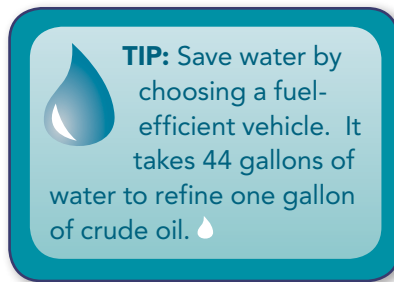 TIP: Save water by
choosing a fuel-
efficient vehicle.  It
takes 44 gallons of
water to refine one gallon
of crude oil.